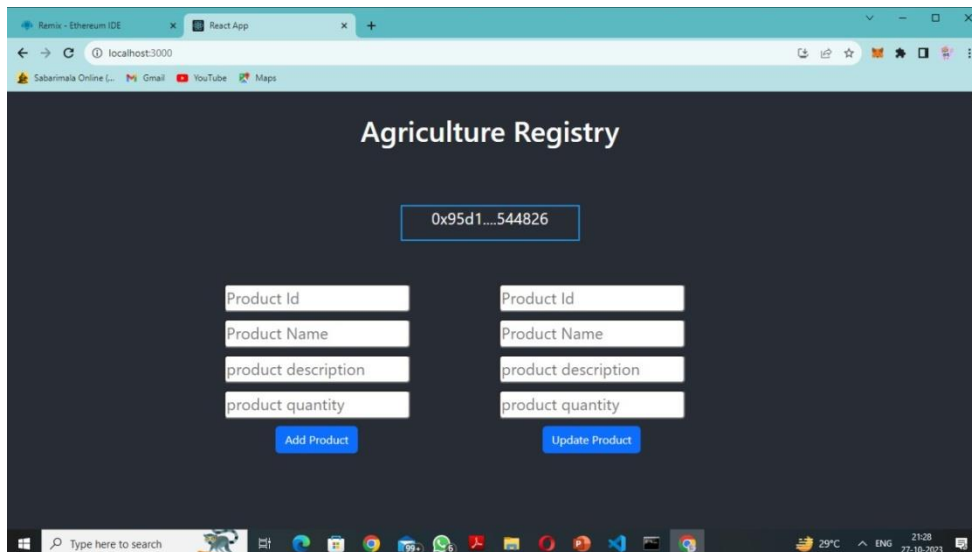 Remix - Ethereum IDE
React App
localhost:3000
Sabarimala Online (...
Gmail
YouTube
Maps
Agriculture Registry
0x95d1....544826
Product Id
Product Id
Product Name
Product Name
product description
product description
product quantity
product quantity
Add Product
Update Product
Type here to search
99+
6
29°C
ENG
21:28
27-10-2023